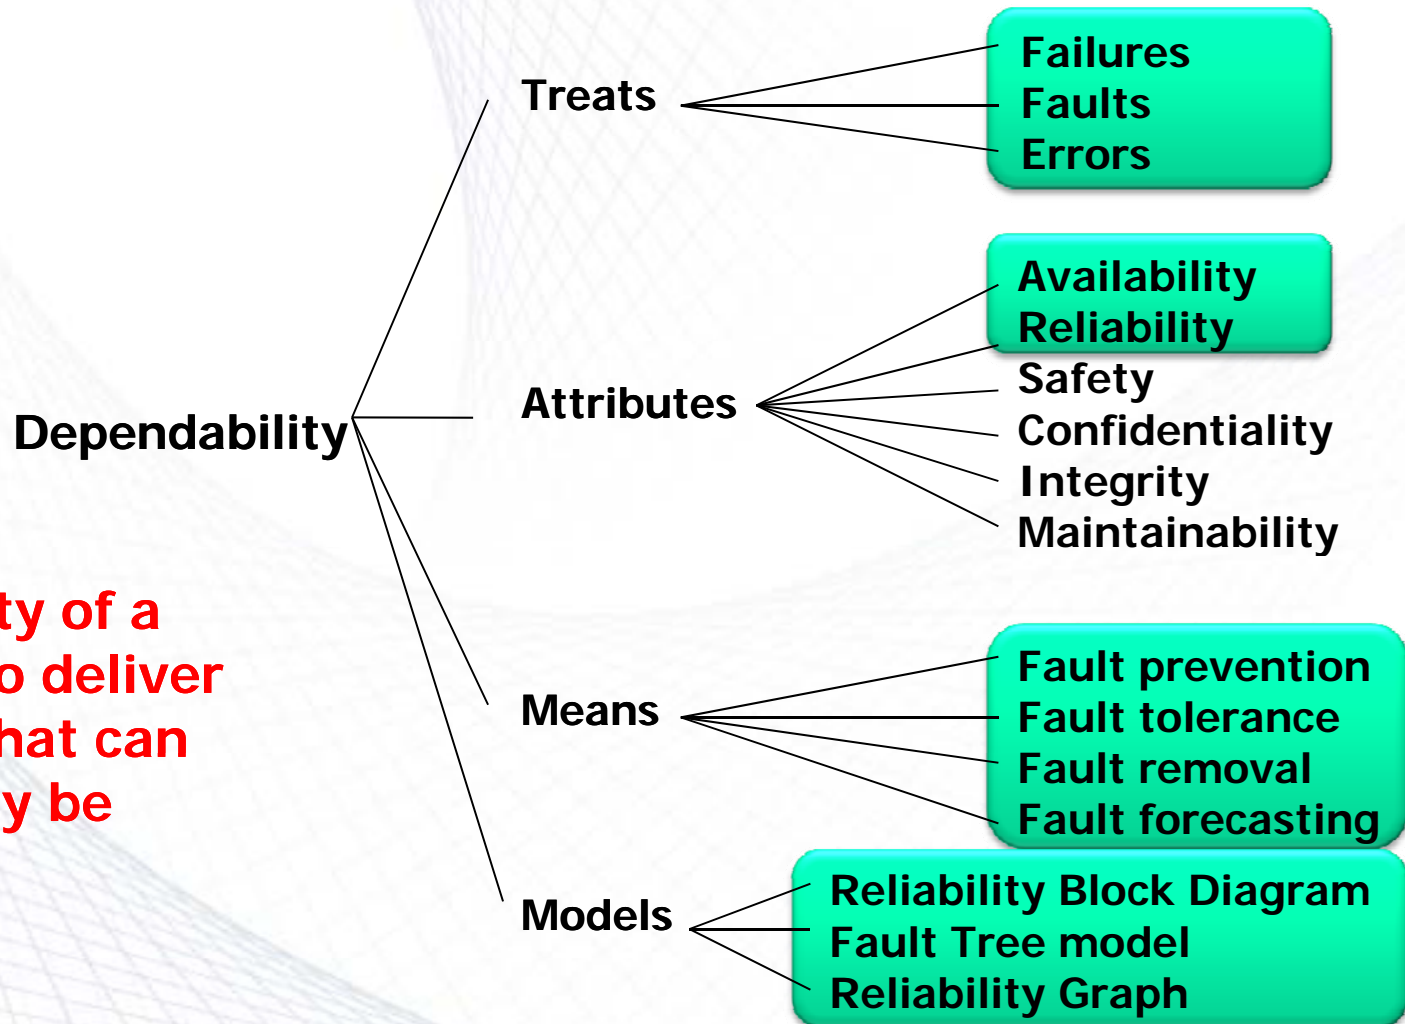 Dependability
Treats
Failures
Faults
Errors
Attributes
Availability
Reliability
Safety
Confidentiality
Integrity
Maintainability
Means
Fault prevention
Fault tolerance
Fault removal
Fault forecasting
Models
Reliability Block Diagram
Fault Tree model
Reliability Graph
ty of a
o deliver
hat can
y be